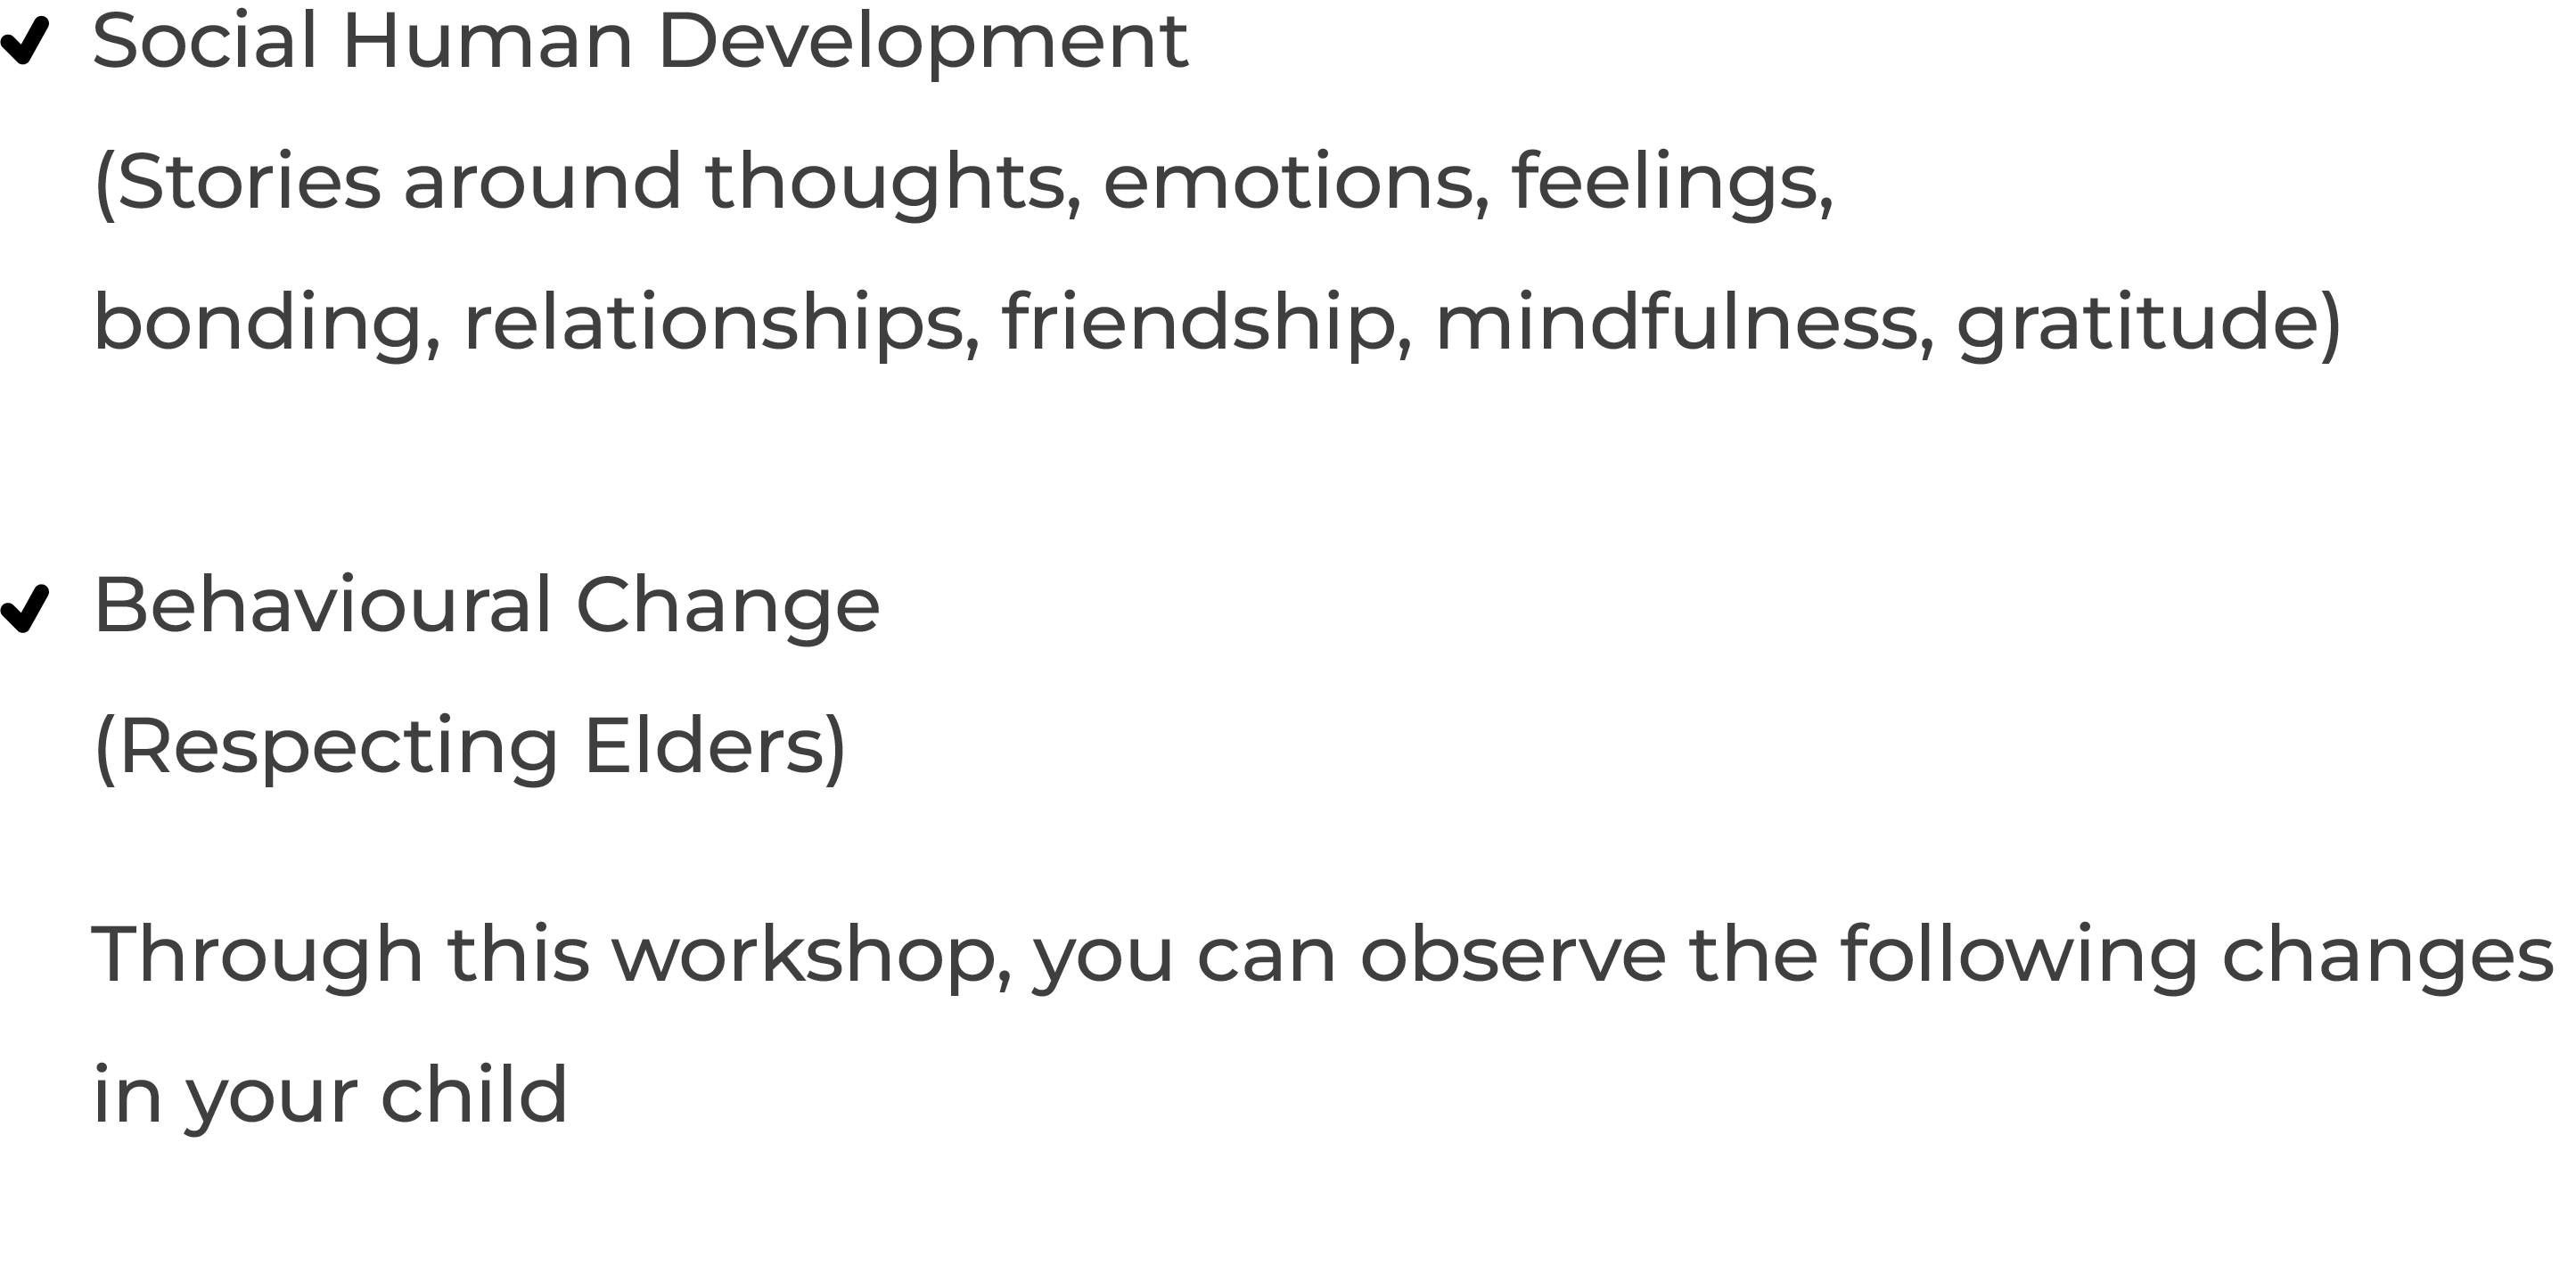 Social Human Development
(Stories around thoughts, emotions, feelings,
bonding, relationships, friendship, mindfulness, gratitude)
Behavioural Change
(Respecting Elders)
Through this workshop, you can observe the following changes
in your child